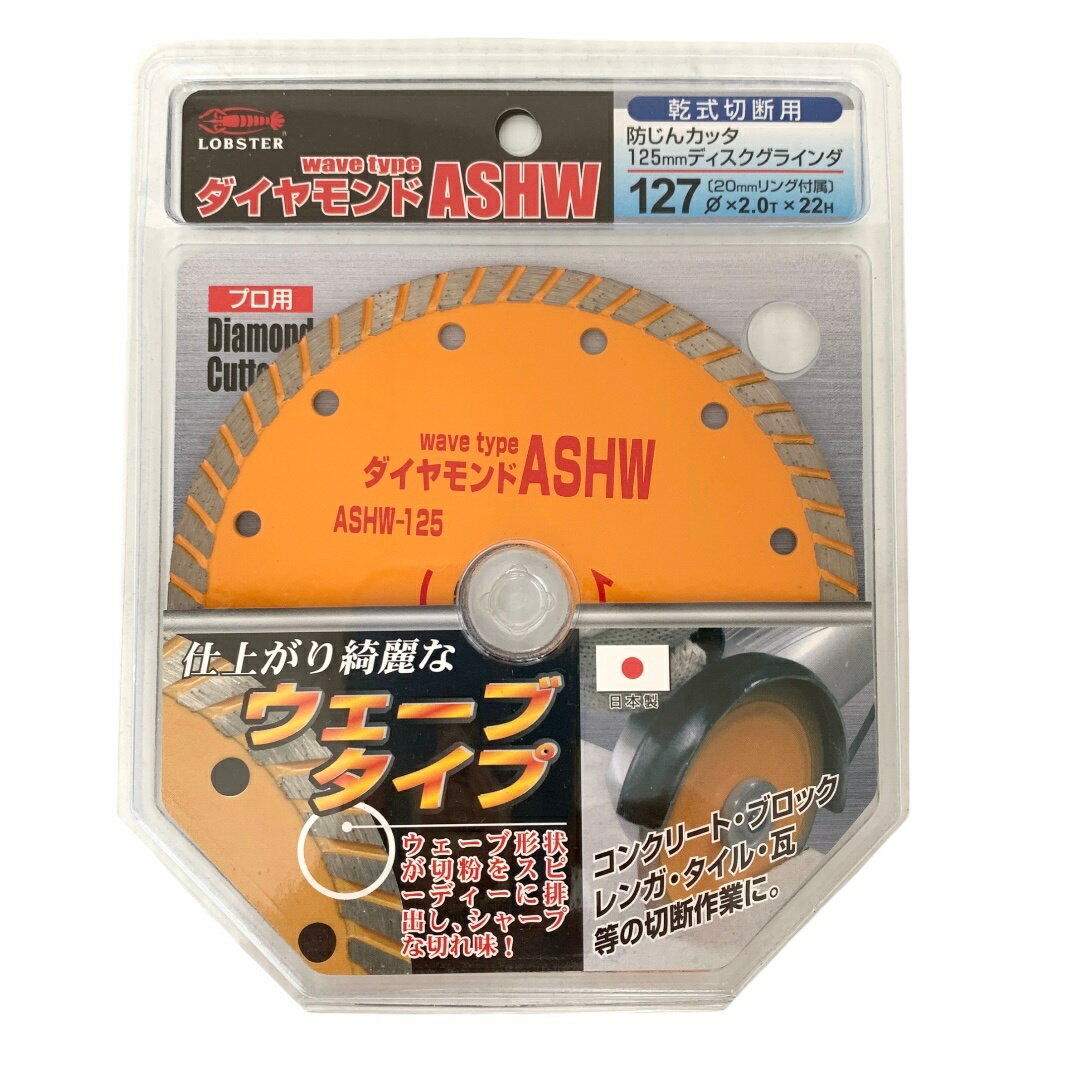 LOBSTER
wave type
ダイヤモンドASHW
乾式切断用
防じんカッタ
125mmディスクグラインダ
127φ×2.0T×22H
〔20mmリング付属〕
プロ用
Diamond
wave type
ダイヤモンドASHW
ASHW-125
仕上がり綺麗な
ウェーブ
タイプ
ウェーブ形状
が切粉をスピ
ーディーに排
出し、シャープ
な切れ味！
日本製
コンクリート・ブロック
レンガ・タイル・瓦
等の切断作業に。